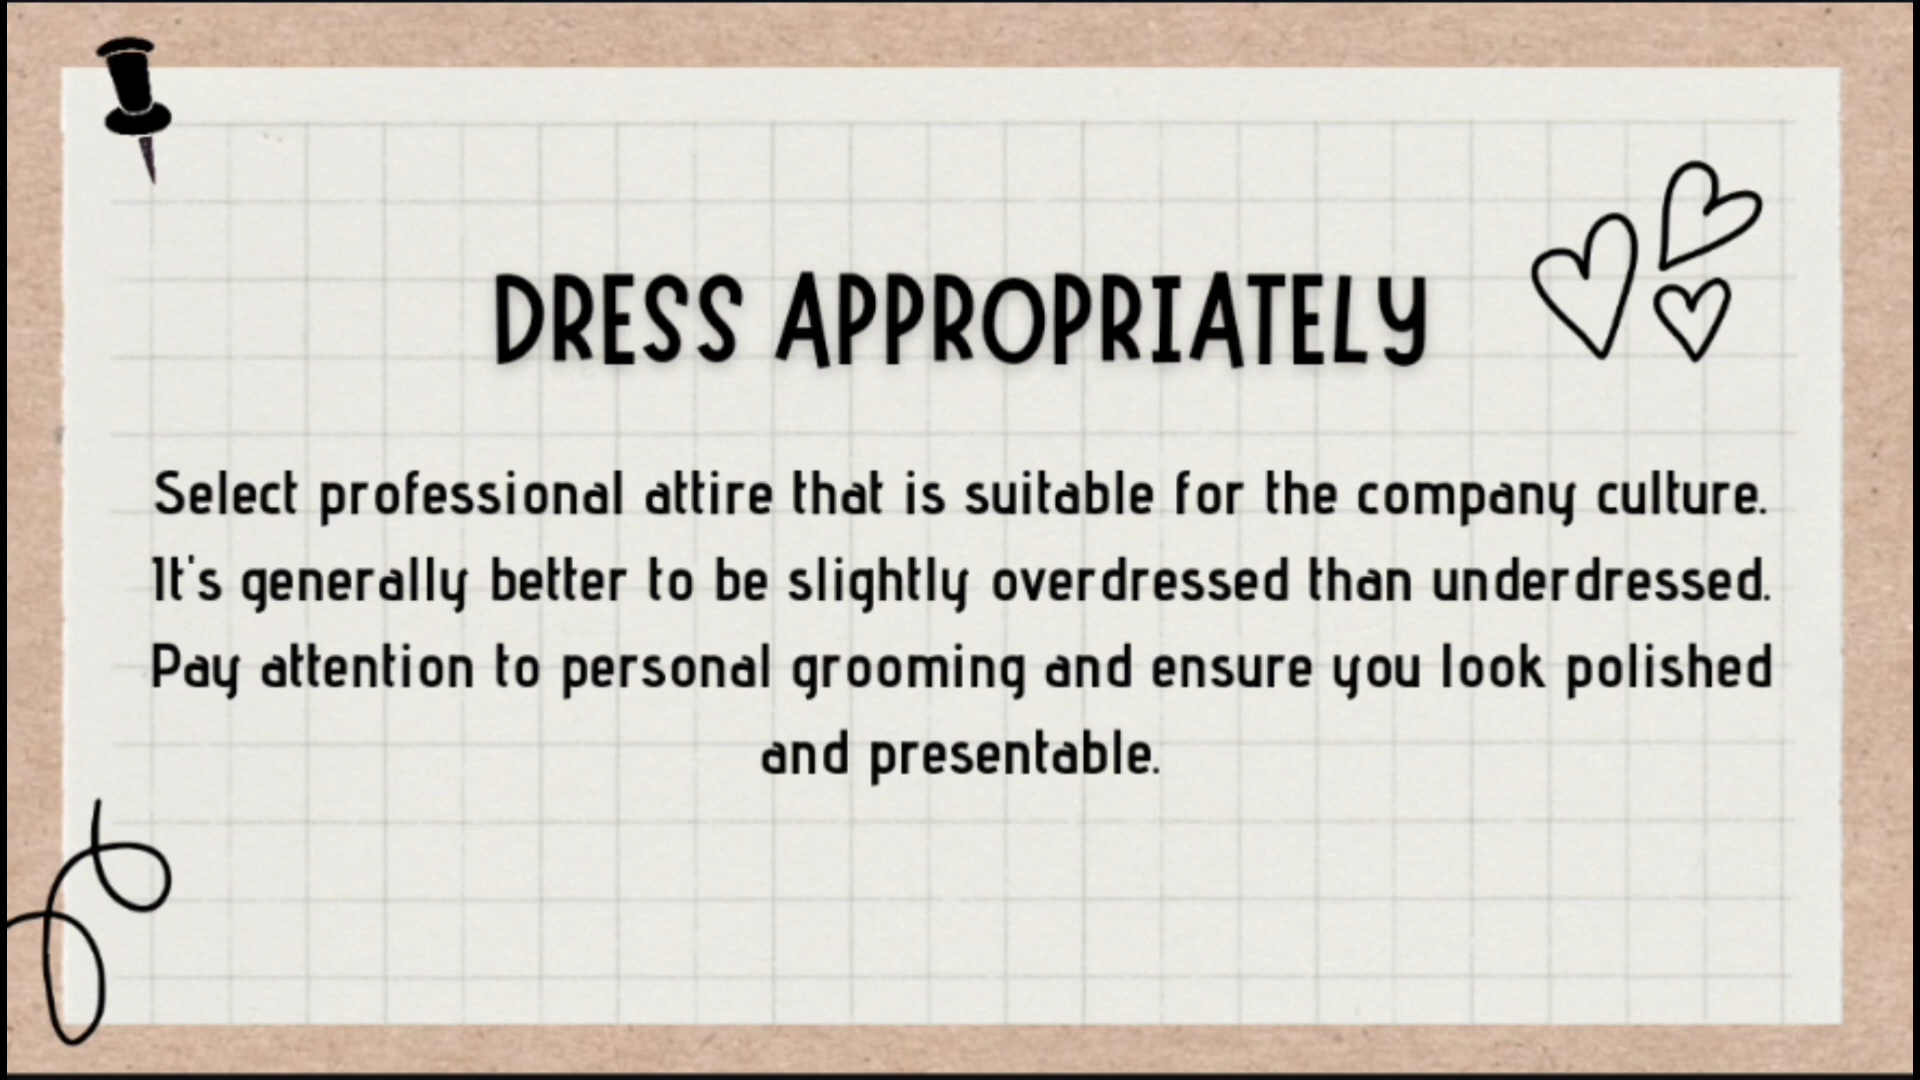 DRESS APPROPRIATELY
Select professional attire that is suitable for the company culture.
It's generally better to be slightly overdressed than underdressed.
Pay attention to personal grooming and ensure you look polished
and presentable.